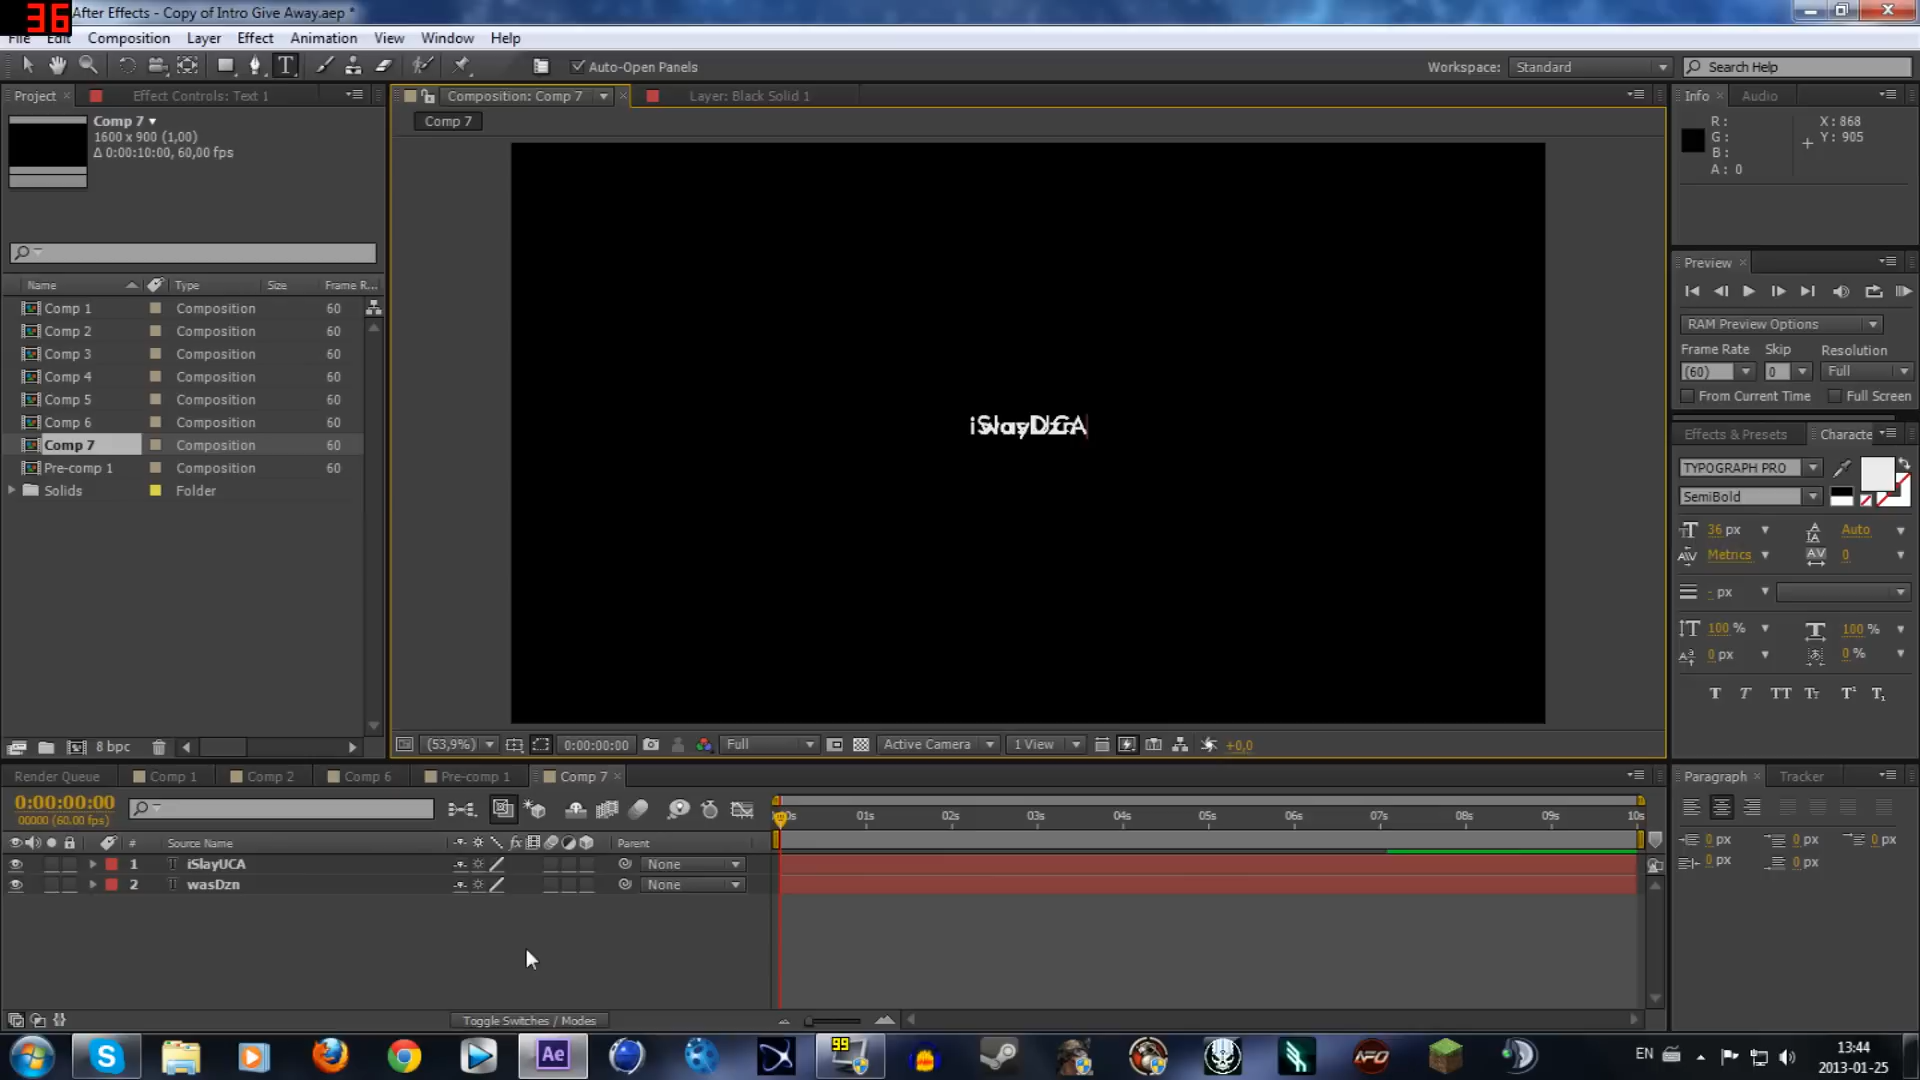 36
After Effects - Copy of Intro Give Away.aep *
File Edit Composition Layer Effect Animation View Window Help
Auto-Open Panels
Workspace: Standard
Search Help
Project
Effect Controls: Text 1
Composition: Comp 7
Layer: Black Solid 1
Info
Audio
Comp 7
1600 x 900 (1,00)
Δ 0:00:10:00, 60,00 fps
Comp 7
R:
G:
B:
A: 0
X: 868
Y: 905
Preview
RAM Preview Options
Frame Rate Skip Resolution
(60) 0 Full
From Current Time Full Screen
Name Type Size Frame R...
Comp 1 Composition 60
Comp 2 Composition 60
Comp 3 Composition 60
Comp 4 Composition 60
Comp 5 Composition 60
Comp 6 Composition 60
Comp 7 Composition 60
Pre-comp 1 Composition 60
Solids Folder
iSlayUCA
wasDzn
Effects & Presets
Characte
TYPOGRAPH PRO
SemiBold
36 px Auto
Metrics 0
- px
100 % 100 %
0 px 0 %
T T TT Tt T¹ T₁
8 bpc
(53,9%) 0:00:00:00 Full Active Camera 1 View +0,0
Render Queue Comp 1 Comp 2 Comp 6 Pre-comp 1 Comp 7
Paragraph Tracker
0:00:00:00
00000 (60.00 fps)
01s 02s 03s 04s 05s 06s 07s 08s 09s 10s
0 px 0 px 0 px
0 px 0 px
# Source Name fx Parent
1 T iSlayUCA None
2 T wasDzn None
Toggle Switches / Modes
Ae
99
AFO
EN
13:44
2013-01-25